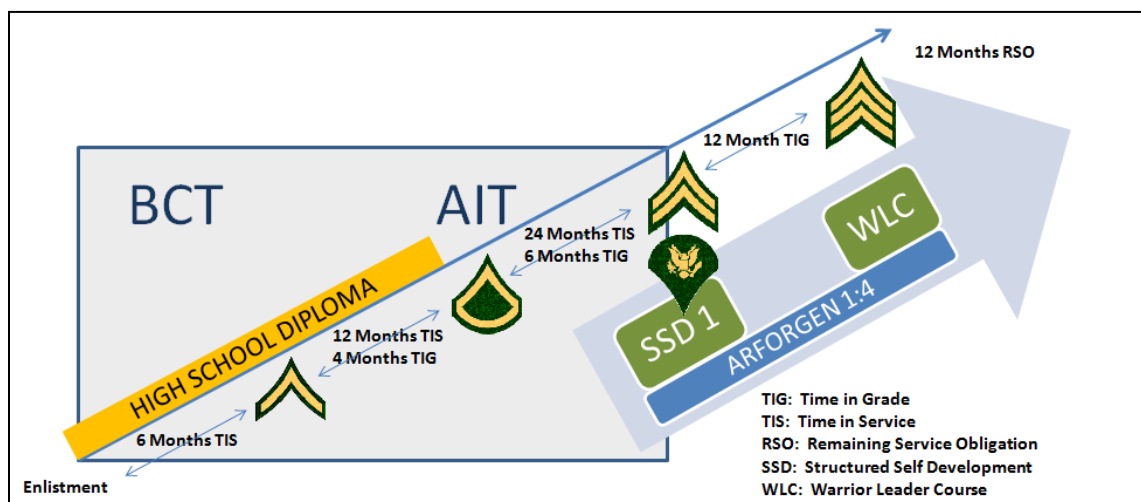 12 Months RSO
12 Month TIG
BCT
AIT
WLC
24 Months TIS
6 Months TIG
HIGH SCHOOL DIPLOMA
SSD 1
ARFORGEN 1:4
12 Months TIS
4 Months TIG
6 Months TIS
Enlistment
TIG:  Time in Grade
TIS:  Time in Service
RSO:  Remaining Service Obligation
SSD:  Structured Self Development
WLC:  Warrior Leader Course